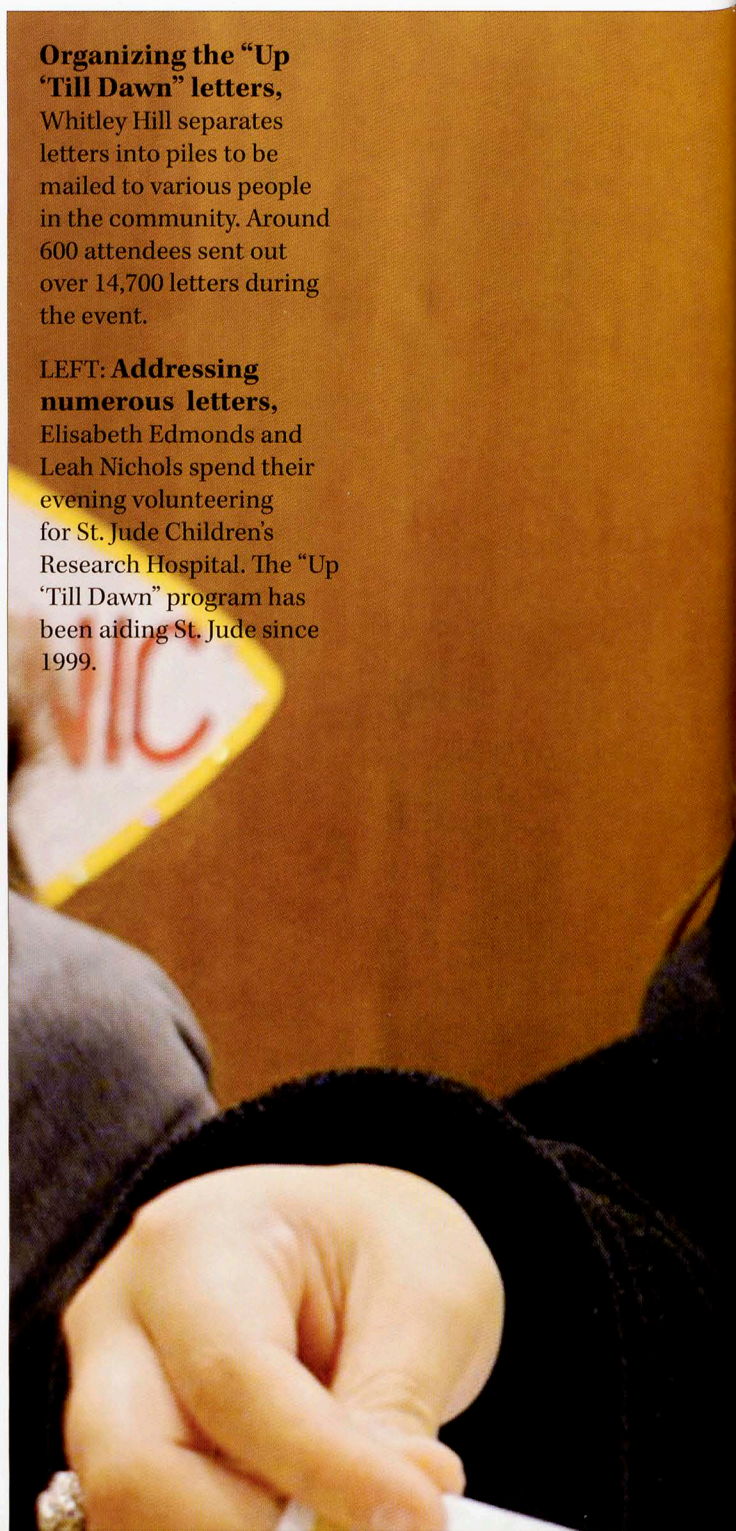 Organizing the “Up
‘Till Dawn” letters,
Whitley Hill separates
letters into piles to be
mailed to various people
in the community. Around
600 attendees sent out
over 14,700 letters during
the event.
LEFT: Addressing
numerous letters,
Elisabeth Edmonds and
Leah Nichols spend their
evening volunteering
for St. Jude Children’s
Research Hospital. The “Up
‘Till Dawn” program has
been aiding St. Jude since
1999.